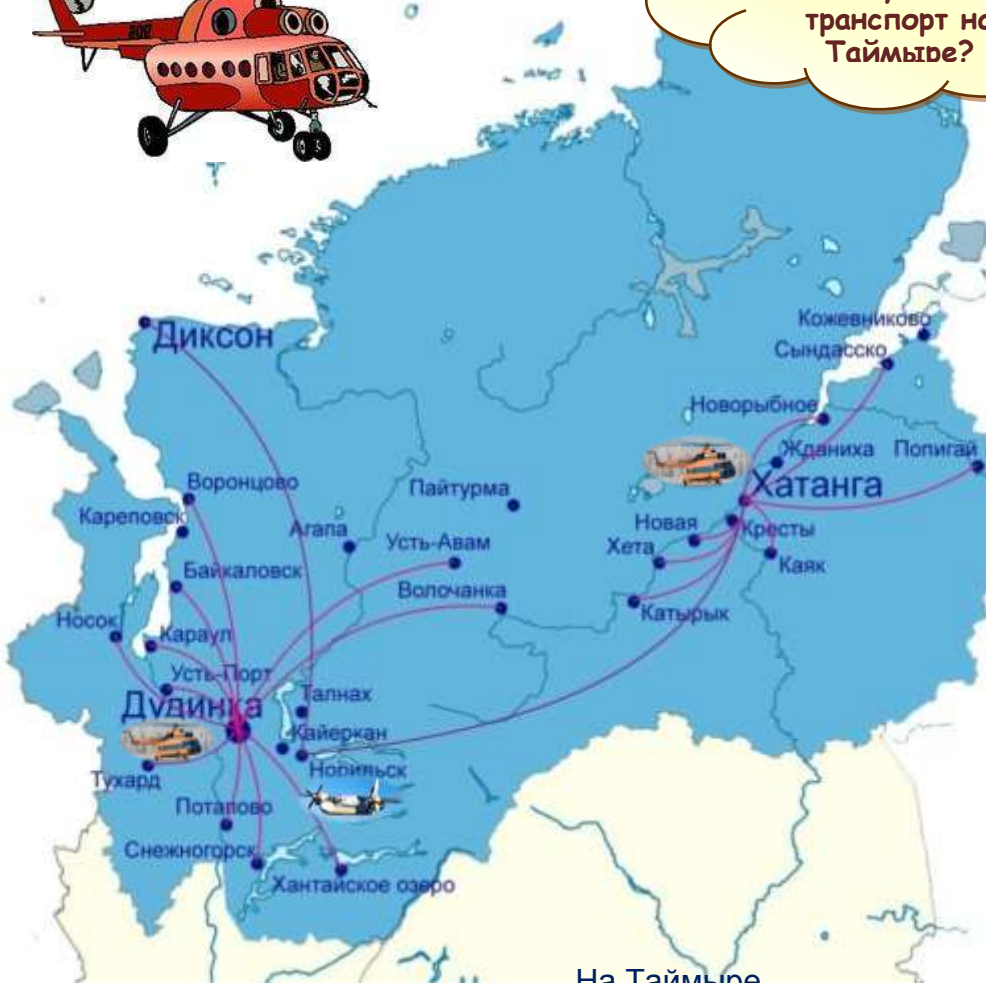 транспорт на
Таймыре?
Диксон
Кожевниково
Сындасско
Новорыбное
Жданиха
Попигай
Хатанга
Воронцово
Пайтурма
Кареповск
Агапа
Усть-Авам
Новая
Кресты
Хета
Каяк
Байкаловск
Волочанка
Катырык
Носок
Караул
Усть-Порт
Дудинка
Талнах
Кайеркан
Норильск
Тухард
Потапово
Снежногорск
Хантайское озеро
На Таймыре